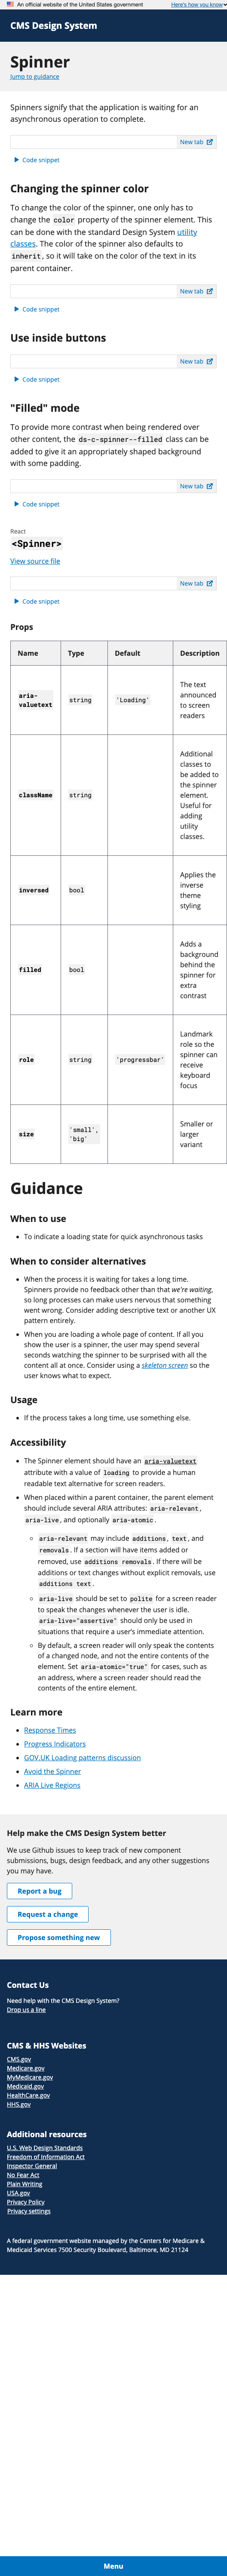 An official website of the United States government
Here's how you know
CMS Design System
Spinner
Jump to guidance
Spinners signify that the application is waiting for an
asynchronous operation to complete.
New tab
Code snippet
Changing the spinner color
To change the color of the spinner, one only has to
change the color property of the spinner element. This
can be done with the standard Design System utility
classes. The color of the spinner also defaults to
inherit, so it will take on the color of the text in its
parent container.
New tab
Code snippet
Use inside buttons
New tab
Code snippet
"Filled" mode
To provide more contrast when being rendered over
other content, the ds-c-spinner--filled class can be
added to give it an appropriately shaped background
with some padding.
New tab
Code snippet
React
<Spinner>
View source file
New tab
Code snippet
Props
Name Type Default Description
aria-valuetext string 'Loading' The text
announced
to screen
readers
className string Additional
classes to
be added to
the spinner
element.
Useful for
adding
utility
classes.
inversed bool Applies the
inverse
theme
styling
filled bool Adds a
background
behind the
spinner for
extra
contrast
role string 'progressbar' Landmark
role so the
spinner can
receive
keyboard
focus
size 'small', 'big' Smaller or
larger
variant
Guidance
When to use
To indicate a loading state for quick asynchronous tasks
When to consider alternatives
When the process it is waiting for takes a long time.
Spinners provide no feedback other than that we're waiting,
so long processes can make users nervous that something
went wrong. Consider adding descriptive text or another UX
pattern entirely.
When you are loading a whole page of content. If all you
show the user is a spinner, the user may spend several
seconds watching the spinner to be surprised with all the
content all at once. Consider using a skeleton screen so the
user knows what to expect.
Usage
If the process takes a long time, use something else.
Accessibility
The Spinner element should have an aria-valuetext
attribute with a value of loading to provide a human
readable text alternative for screen readers.
When placed within a parent container, the parent element
should include several ARIA attributes: aria-relevant,
aria-live, and optionally aria-atomic.
aria-relevant may include additions, text, and
removals. If a section will have items added or
removed, use additions removals. If there will be
additions or text changes without explicit removals, use
additions text.
aria-live should be set to polite for a screen reader
to speak the changes whenever the user is idle.
aria-live="assertive" should only be used in
situations that require a user's immediate attention.
By default, a screen reader will only speak the contents
of a changed node, and not necessarily the entire
contents of the element. If the entire contents of the
element. Set aria-atomic="true" for cases, such as
an address, where a user would need to be reminded
of the contents of the entire element.
Learn more
Response Times
Progress Indicators
GOV.UK Loading patterns discussion
Avoid the Spinner
ARIA Live Regions
Help make the CMS Design System better
We use Github issues to keep track of new component
submissions, bugs, design feedback, and any other suggestions
you may have.
Report a bug
Request a change
Propose something new
Contact Us
Need help with the CMS Design System?
Drop us a line
CMS & HHS Websites
CMS.gov
Medicare.gov
MyMedicare.gov
Medicaid.gov
HealthCare.gov
HHS.gov
Additional resources
U.S. Web Design Standards
Freedom of Information Act
Inspector General
No Fear Act
Plain Writing
USA.gov
Privacy Policy
Privacy settings
A federal government website managed by the Centers for Medicare &
Medicaid Services 7500 Security Boulevard, Baltimore, MD 21124
Menu